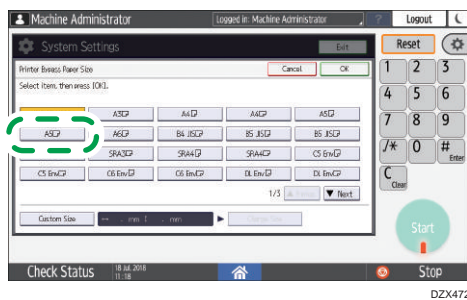 Machine Administrator
Logged in: Machine Administrator
?
Logout
System Settings
Exit
Reset
Printer Bypass Paper Size
Cancel
OK
Select item, then press [OK].
1 2 3
4 5 6
7 8 9
/* 0 #
Enter
C
Clear
A3 A4 A4 A5
A5 A6 B4 JIS B5 JIS B5 JIS
SRA3 SRA4 SRA4 C5 Env
C5 Env C6 Env C6 Env DL Env DL Env
1/3
▼ Next
Custom Size
Start
Check Status
18 Jul. 2018
11:18
Stop
DZX472